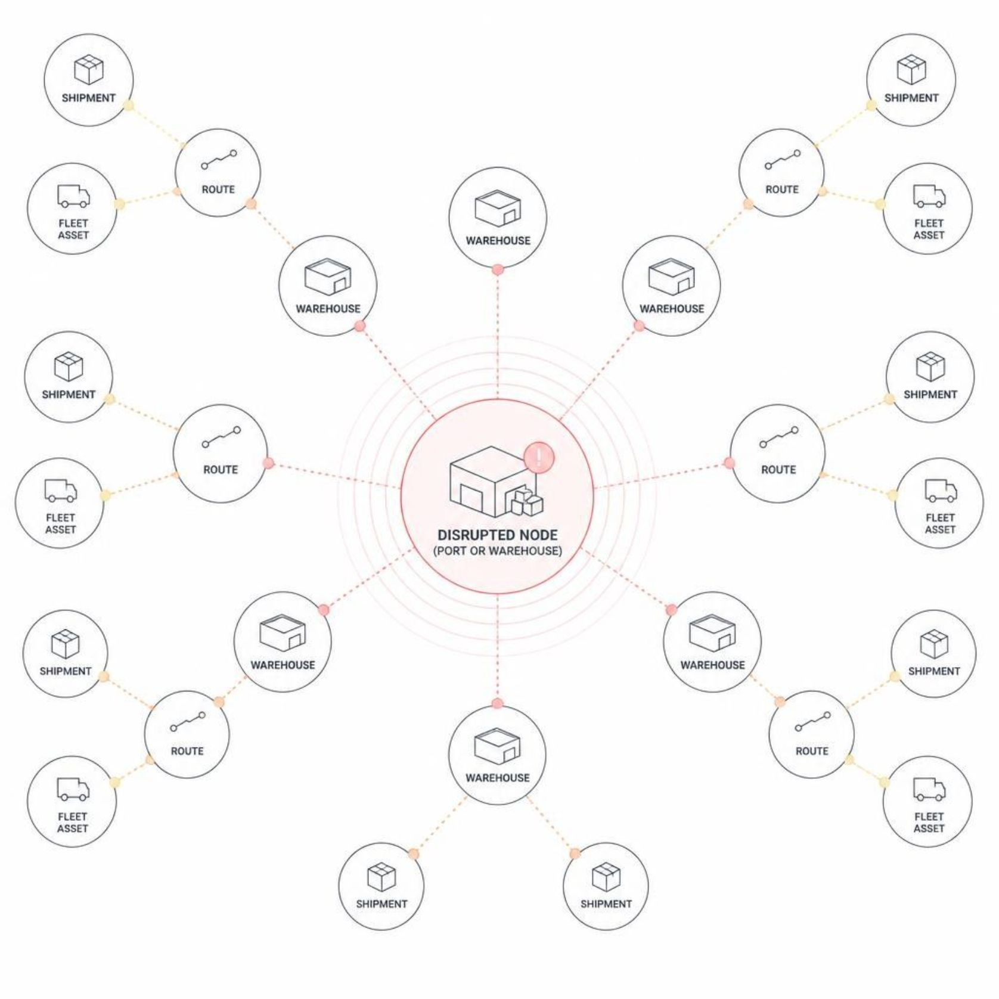 SHIPMENT
SHIPMENT
ROUTE
ROUTE
FLEET
ASSET
FLEET
ASSET
WAREHOUSE
WAREHOUSE
WAREHOUSE
SHIPMENT
SHIPMENT
ROUTE
ROUTE
FLEET
ASSET
FLEET
ASSET
!
DISRUPTED NODE
(PORT OR WAREHOUSE)
WAREHOUSE
WAREHOUSE
SHIPMENT
SHIPMENT
ROUTE
ROUTE
WAREHOUSE
FLEET
ASSET
FLEET
ASSET
SHIPMENT
SHIPMENT